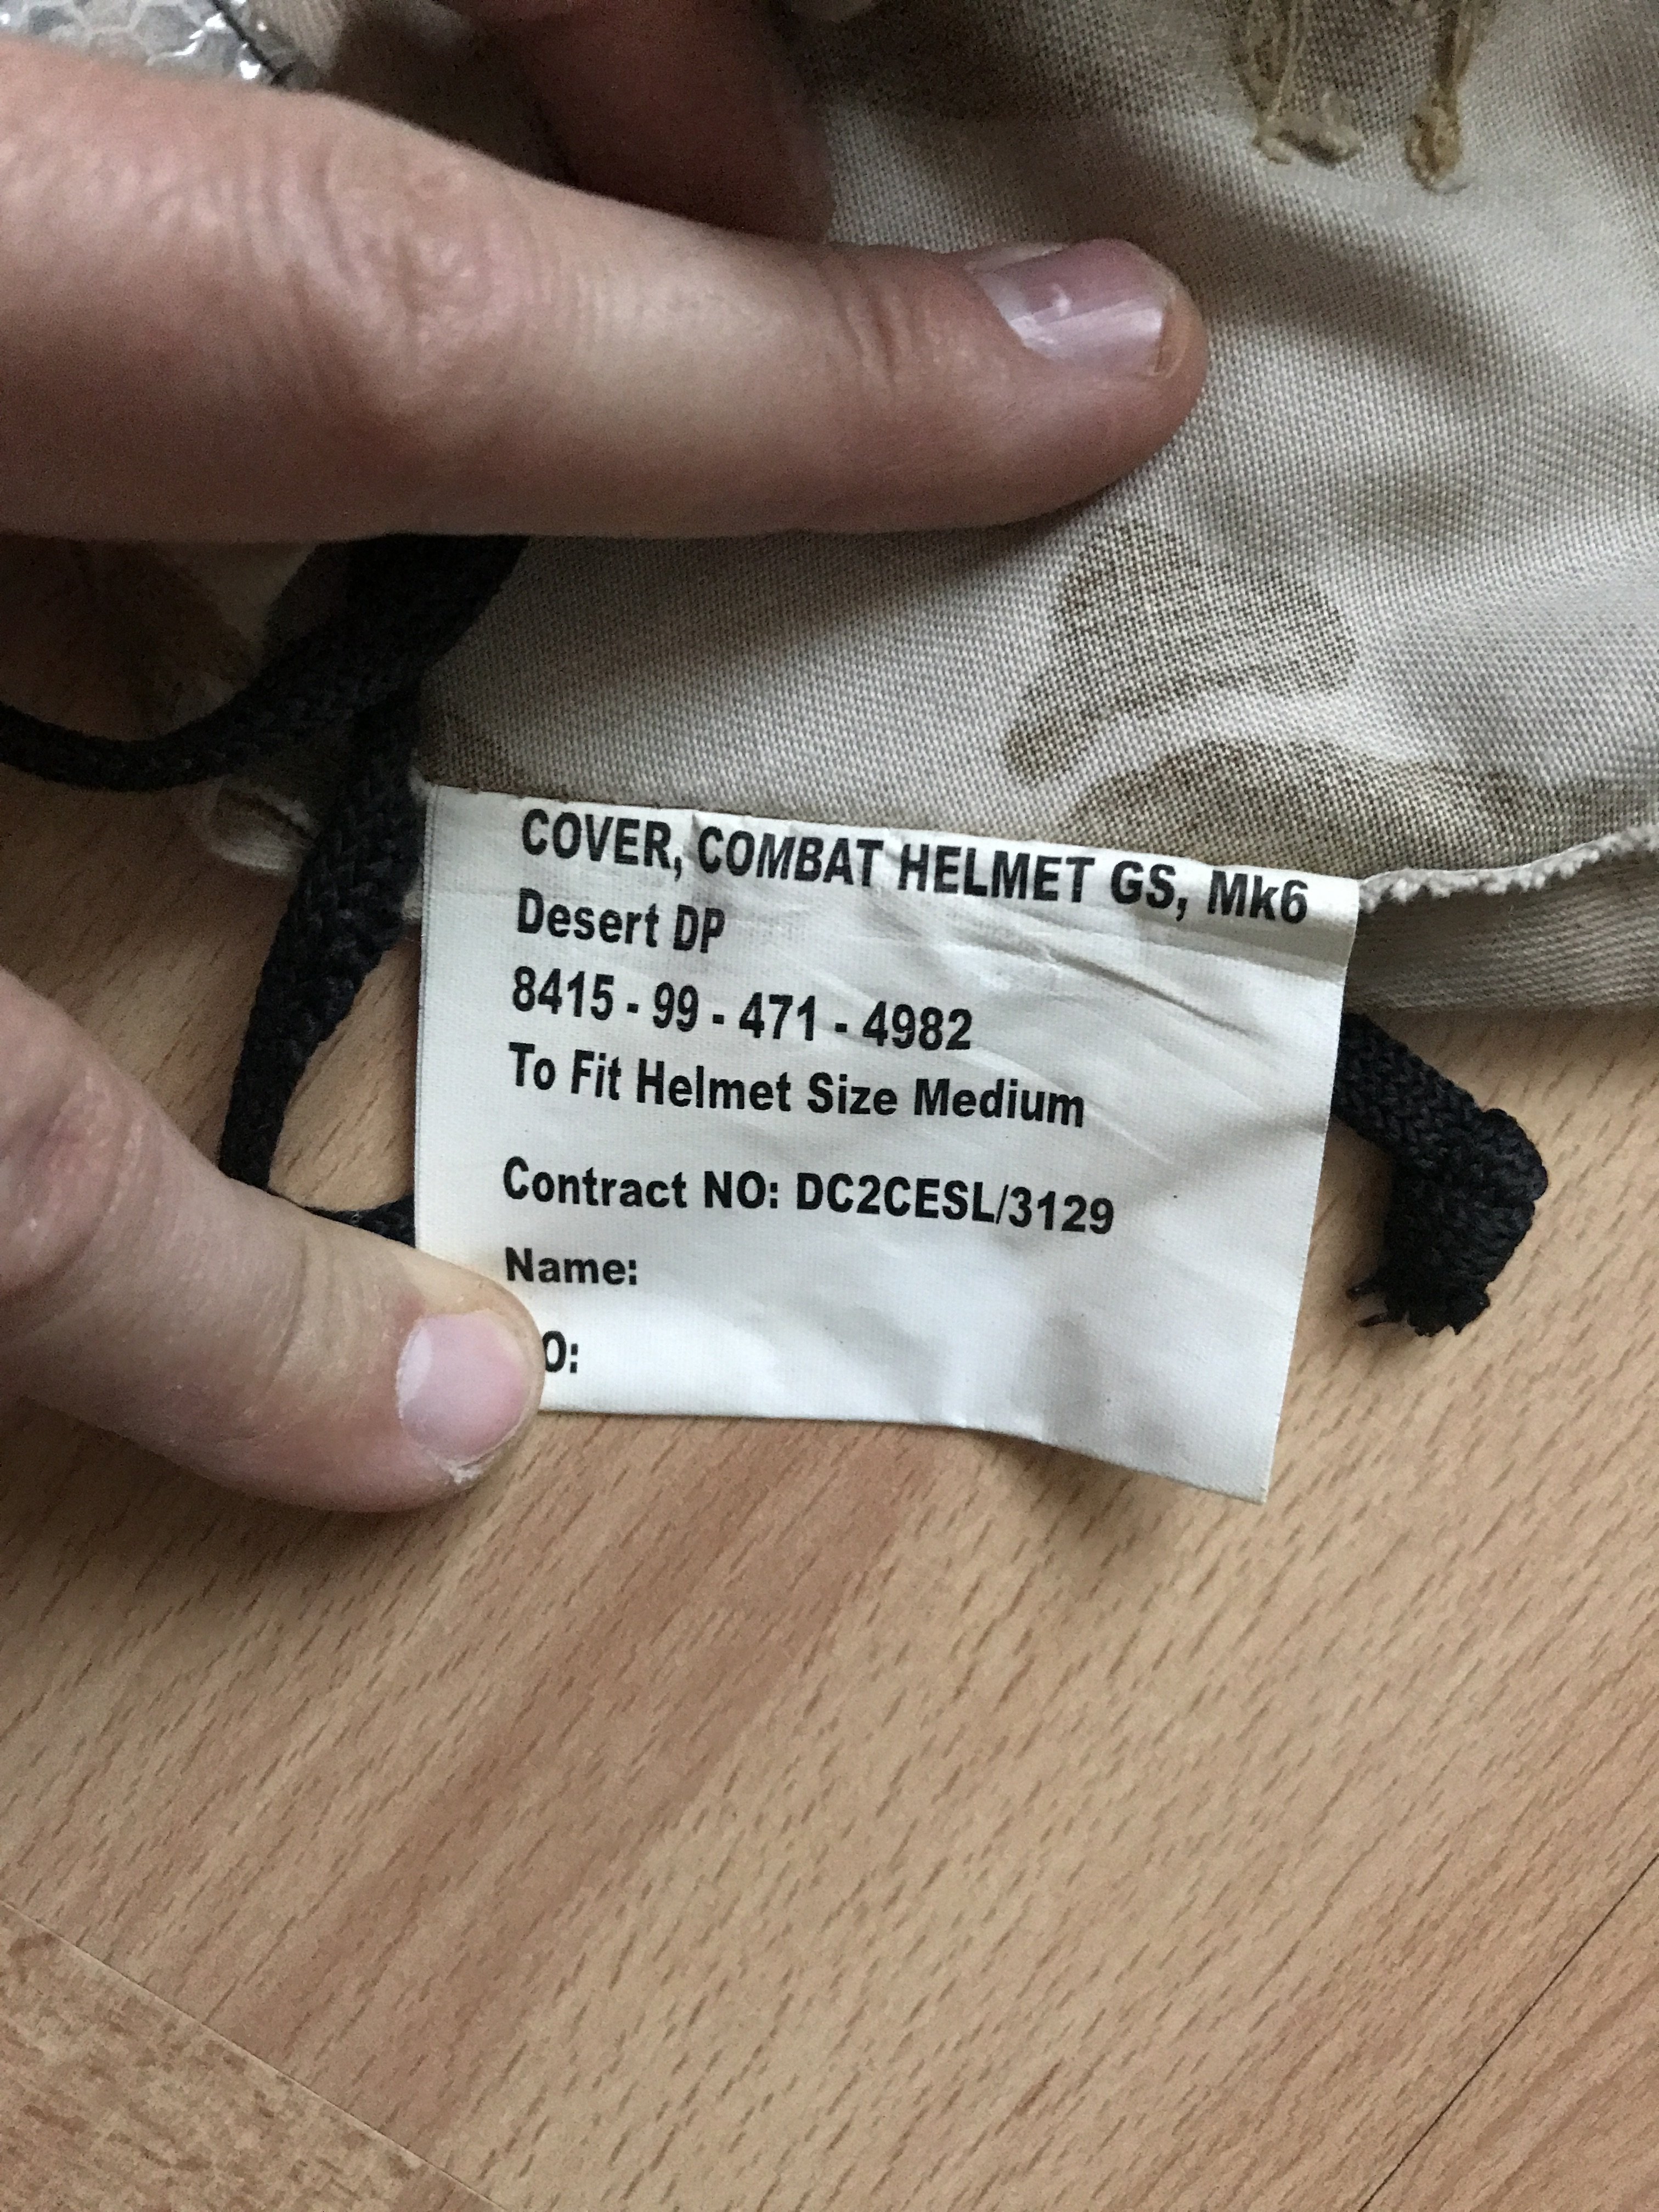 COVER, COMBAT HELMET GS, Mk6
Desert DP
8415 - 99 - 471 - 4982
To Fit Helmet Size Medium
Contract NO: DC2CESL/3129
Name:
O: